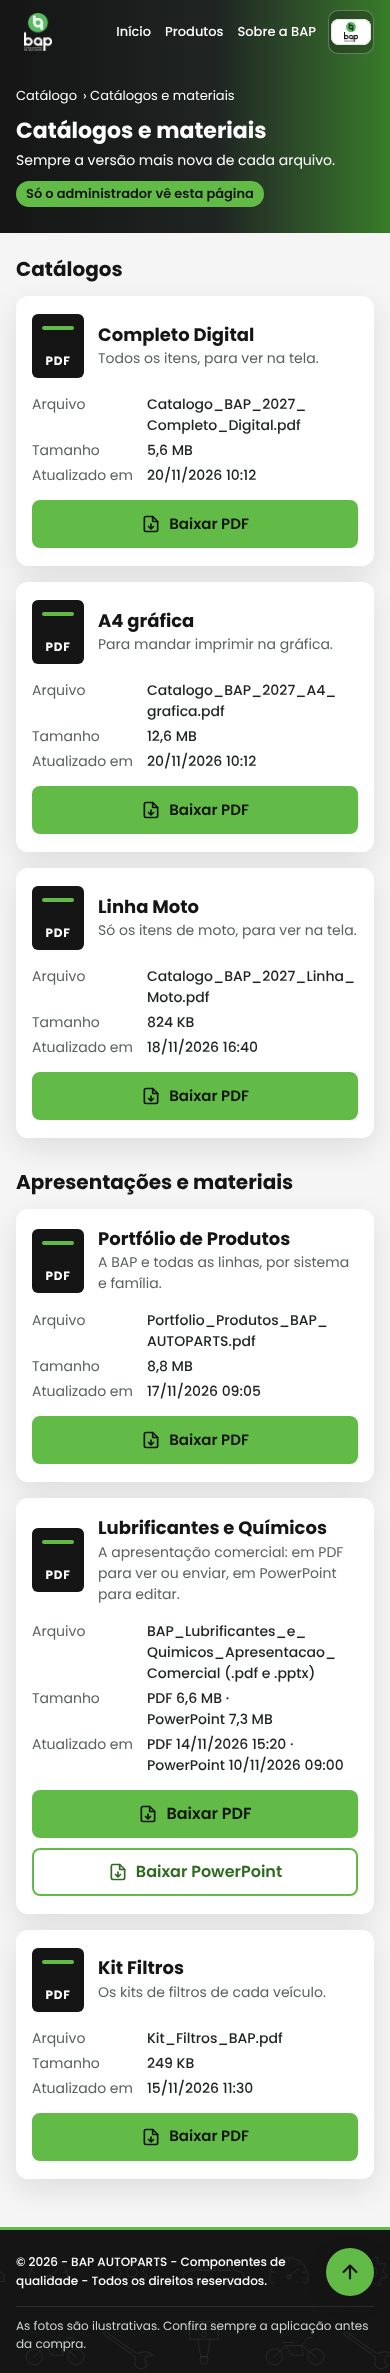 bap
Início Produtos Sobre a BAP
bap
Catálogo › Catálogos e materiais
Catálogos e materiais
Sempre a versão mais nova de cada arquivo.
Só o administrador vê esta página
Catálogos
PDF
Completo Digital
Todos os itens, para ver na tela.
Arquivo Catalogo_BAP_2027_
Completo_Digital.pdf
Tamanho 5,6 MB
Atualizado em 20/11/2026 10:12
Baixar PDF
PDF
A4 gráfica
Para mandar imprimir na gráfica.
Arquivo Catalogo_BAP_2027_A4_
grafica.pdf
Tamanho 12,6 MB
Atualizado em 20/11/2026 10:12
Baixar PDF
PDF
Linha Moto
Só os itens de moto, para ver na tela.
Arquivo Catalogo_BAP_2027_Linha_
Moto.pdf
Tamanho 824 KB
Atualizado em 18/11/2026 16:40
Baixar PDF
Apresentações e materiais
PDF
Portfólio de Produtos
A BAP e todas as linhas, por sistema
e família.
Arquivo Portfolio_Produtos_BAP_
AUTOPARTS.pdf
Tamanho 8,8 MB
Atualizado em 17/11/2026 09:05
Baixar PDF
PDF
Lubrificantes e Químicos
A apresentação comercial: em PDF
para ver ou enviar, em PowerPoint
para editar.
Arquivo BAP_Lubrificantes_e_
Quimicos_Apresentacao_
Comercial (.pdf e .pptx)
Tamanho PDF 6,6 MB ·
PowerPoint 7,3 MB
Atualizado em PDF 14/11/2026 15:20 ·
PowerPoint 10/11/2026 09:00
Baixar PDF
Baixar PowerPoint
PDF
Kit Filtros
Os kits de filtros de cada veículo.
Arquivo Kit_Filtros_BAP.pdf
Tamanho 249 KB
Atualizado em 15/11/2026 11:30
Baixar PDF
© 2026 - BAP AUTOPARTS - Componentes de
qualidade - Todos os direitos reservados.
As fotos são ilustrativas. Confira sempre a aplicação antes
da compra.